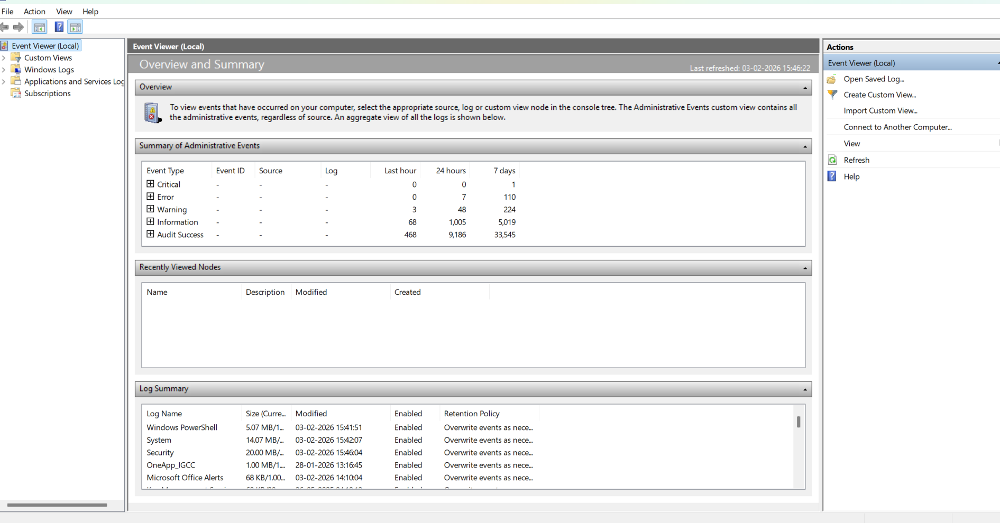 File Action View Help
Event Viewer (Local)
Custom Views
Windows Logs
Applications and Services Log
Subscriptions
Event Viewer (Local)
Overview and Summary
Last refreshed: 03-02-2026 15:46:22
Overview
To view events that have occurred on your computer, select the appropriate source, log or custom view node in the console tree. The Administrative Events custom view contains all
the administrative events, regardless of source. An aggregate view of all the logs is shown below.
Summary of Administrative Events
Event Type Event ID Source Log Last hour 24 hours 7 days
Critical - - - 0 0 1
Error - - - 0 7 110
Warning - - - 3 48 224
Information - - - 68 1,005 5,019
Audit Success - - - 468 9,186 33,545
Recently Viewed Nodes
Name Description Modified Created
Log Summary
Log Name Size (Curre... Modified Enabled Retention Policy
Windows PowerShell 5.07 MB/1... 03-02-2026 15:41:51 Enabled Overwrite events as nece...
System 14.07 MB/... 03-02-2026 15:42:07 Enabled Overwrite events as nece...
Security 20.00 MB/... 03-02-2026 15:46:04 Enabled Overwrite events as nece...
OneApp_IGCC 1.00 MB/1.... 28-01-2026 13:16:45 Enabled Overwrite events as nece...
Microsoft Office Alerts 68 KB/1.00... 03-02-2026 14:10:04 Enabled Overwrite events as nece...
Actions
Event Viewer (Local)
Open Saved Log...
Create Custom View...
Import Custom View...
Connect to Another Computer...
View
Refresh
Help